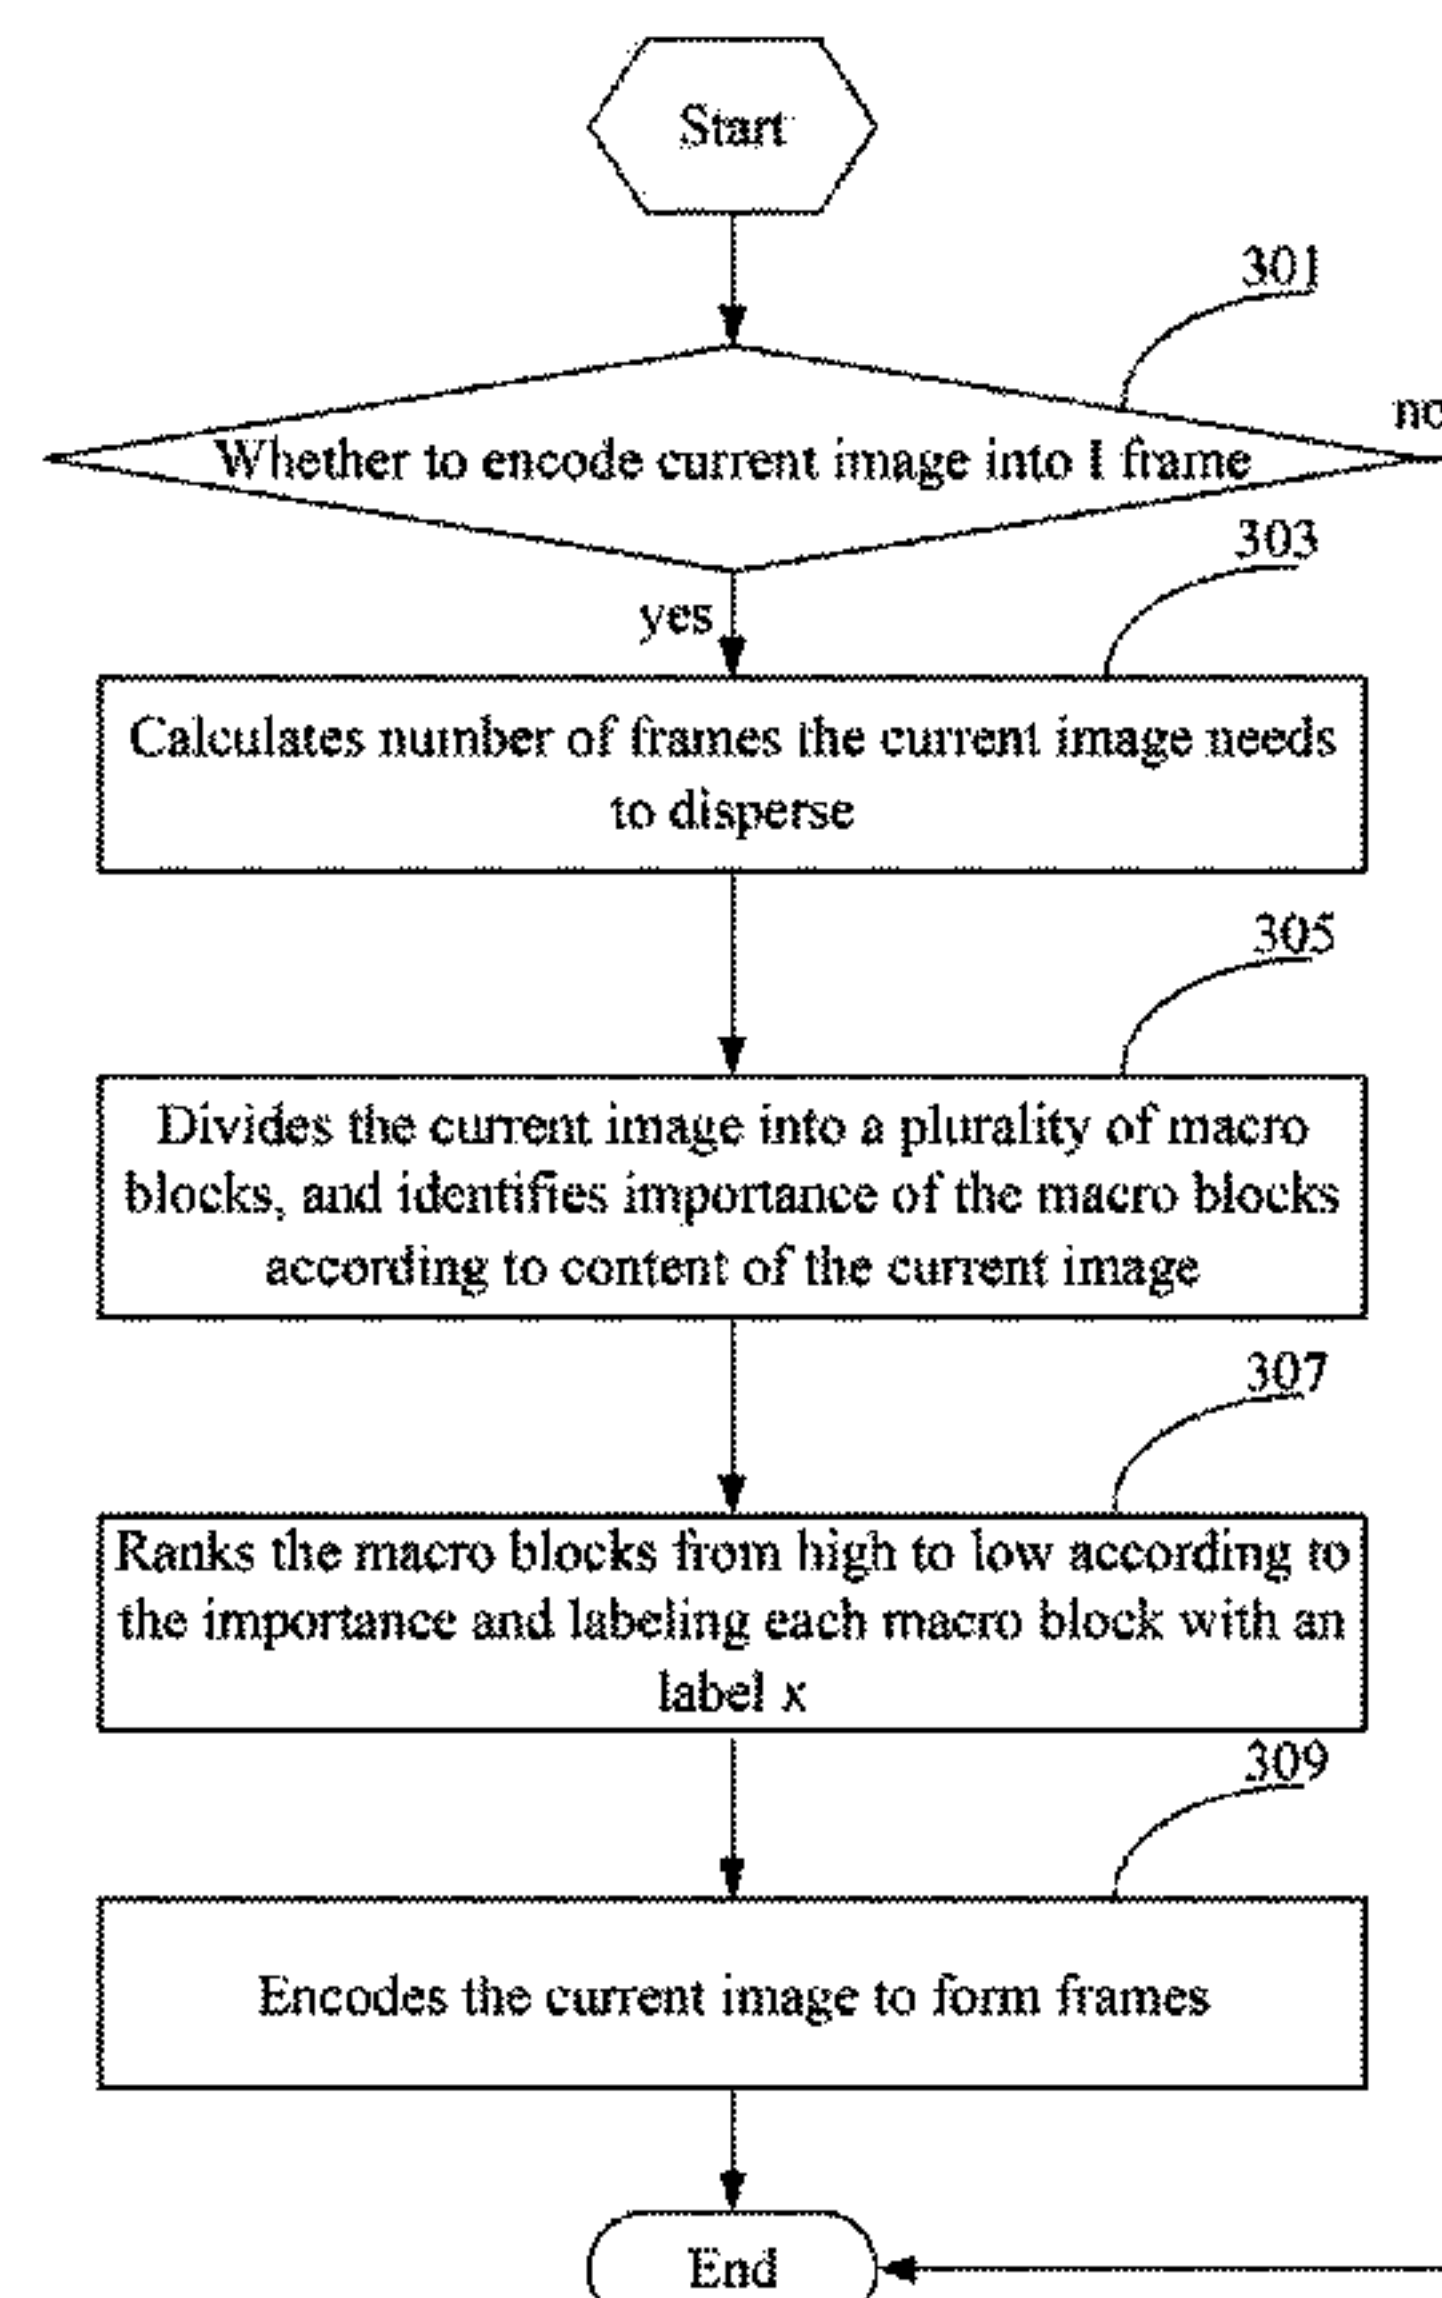 Start
301
Whether to encode current image into I frame
303
yes
Calculates number of frames the current image needs
to disperse
305
Divides the current image into a plurality of macro
blocks, and identifies importance of the macro blocks
according to content of the current image
307
Ranks the macro blocks from high to low according to
the importance and labeling each macro block with an
label x
309
Encodes the current image to form frames
End